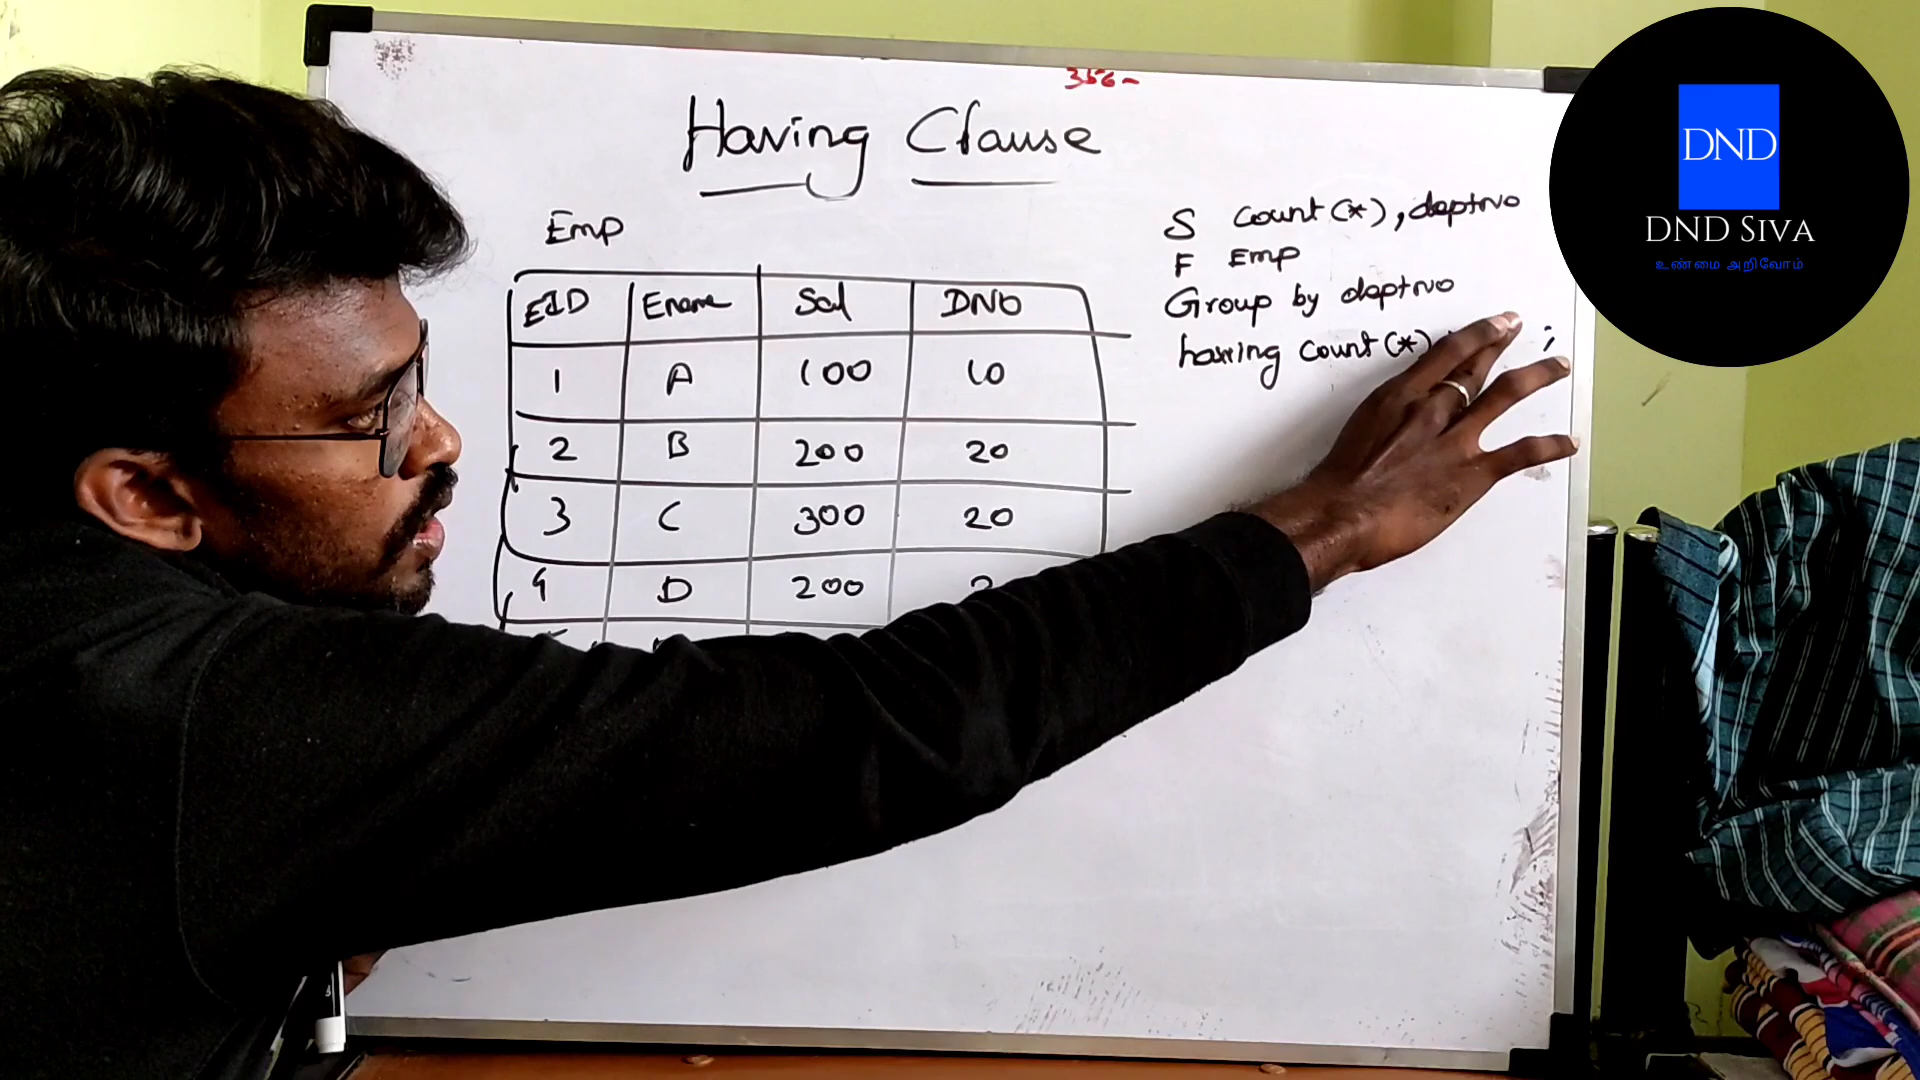 Having Clause
Emp
EID Ename Sal DNO
1 A 100 10
2 B 200 20
3 C 300 20
4 D 200
S count(*), deptno
F Emp
Group by deptno
having count(*) ;
DND
DND SIVA
உண்மை அறிவோம்